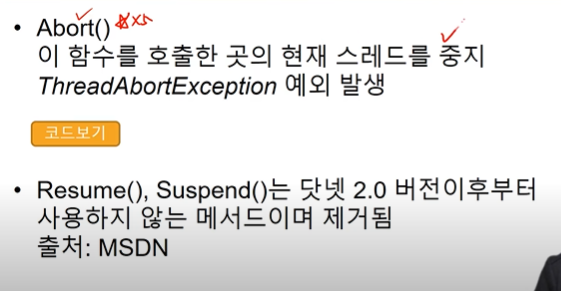 • Abort()
이 함수를 호출한 곳의 현재 스레드를 중지
ThreadAbortException 예외 발생
코드보기
• Resume(), Suspend()는 닷넷 2.0 버전이후부터
사용하지 않는 메서드이며 제거됨
출처: MSDN